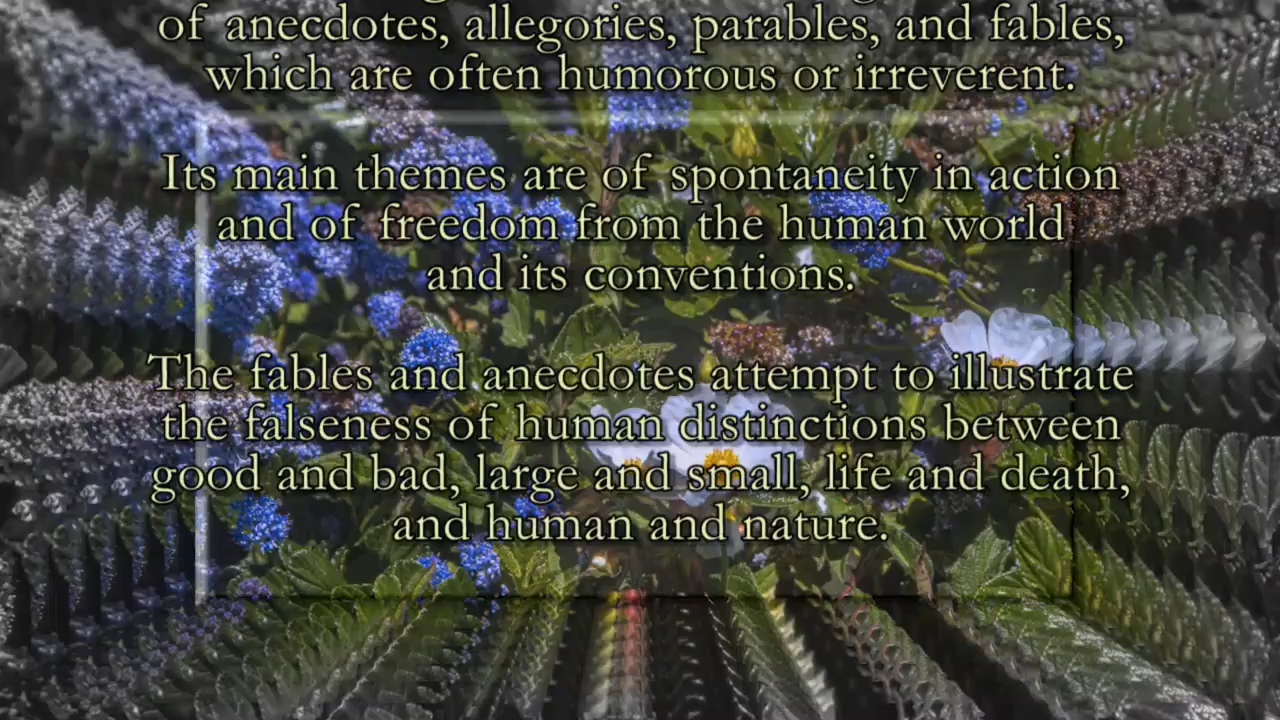 of anecdotes, allegories, parables, and fables,
which are often humorous or irreverent.
Its main themes are of spontaneity in action
and of freedom from the human world
and its conventions.
The fables and anecdotes attempt to illustrate
the falseness of human distinctions between
good and bad, large and small, life and death,
and human and nature.